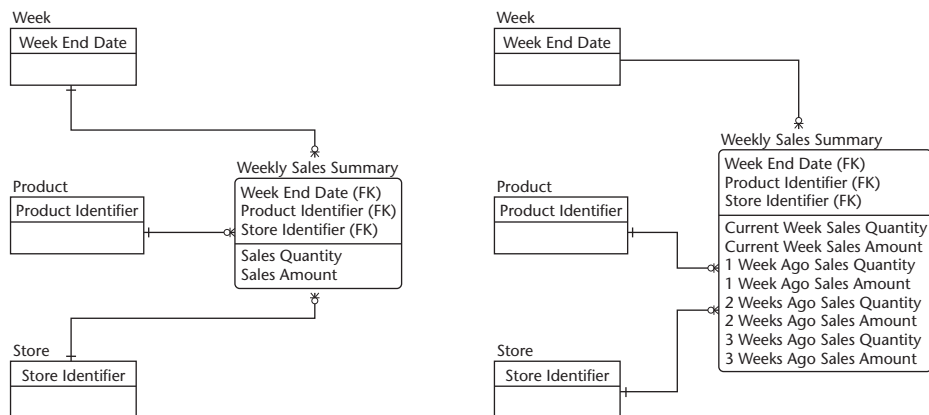 Week
Week End Date
Weekly Sales Summary
Week End Date (FK)
Product Identifier (FK)
Store Identifier (FK)
Sales Quantity
Sales Amount
Product
Product Identifier
Store
Store Identifier
Week
Week End Date
Weekly Sales Summary
Week End Date (FK)
Product Identifier (FK)
Store Identifier (FK)
Current Week Sales Quantity
Current Week Sales Amount
1 Week Ago Sales Quantity
1 Week Ago Sales Amount
2 Weeks Ago Sales Quantity
2 Weeks Ago Sales Amount
3 Weeks Ago Sales Quantity
3 Weeks Ago Sales Amount
Product
Product Identifier
Store
Store Identifier